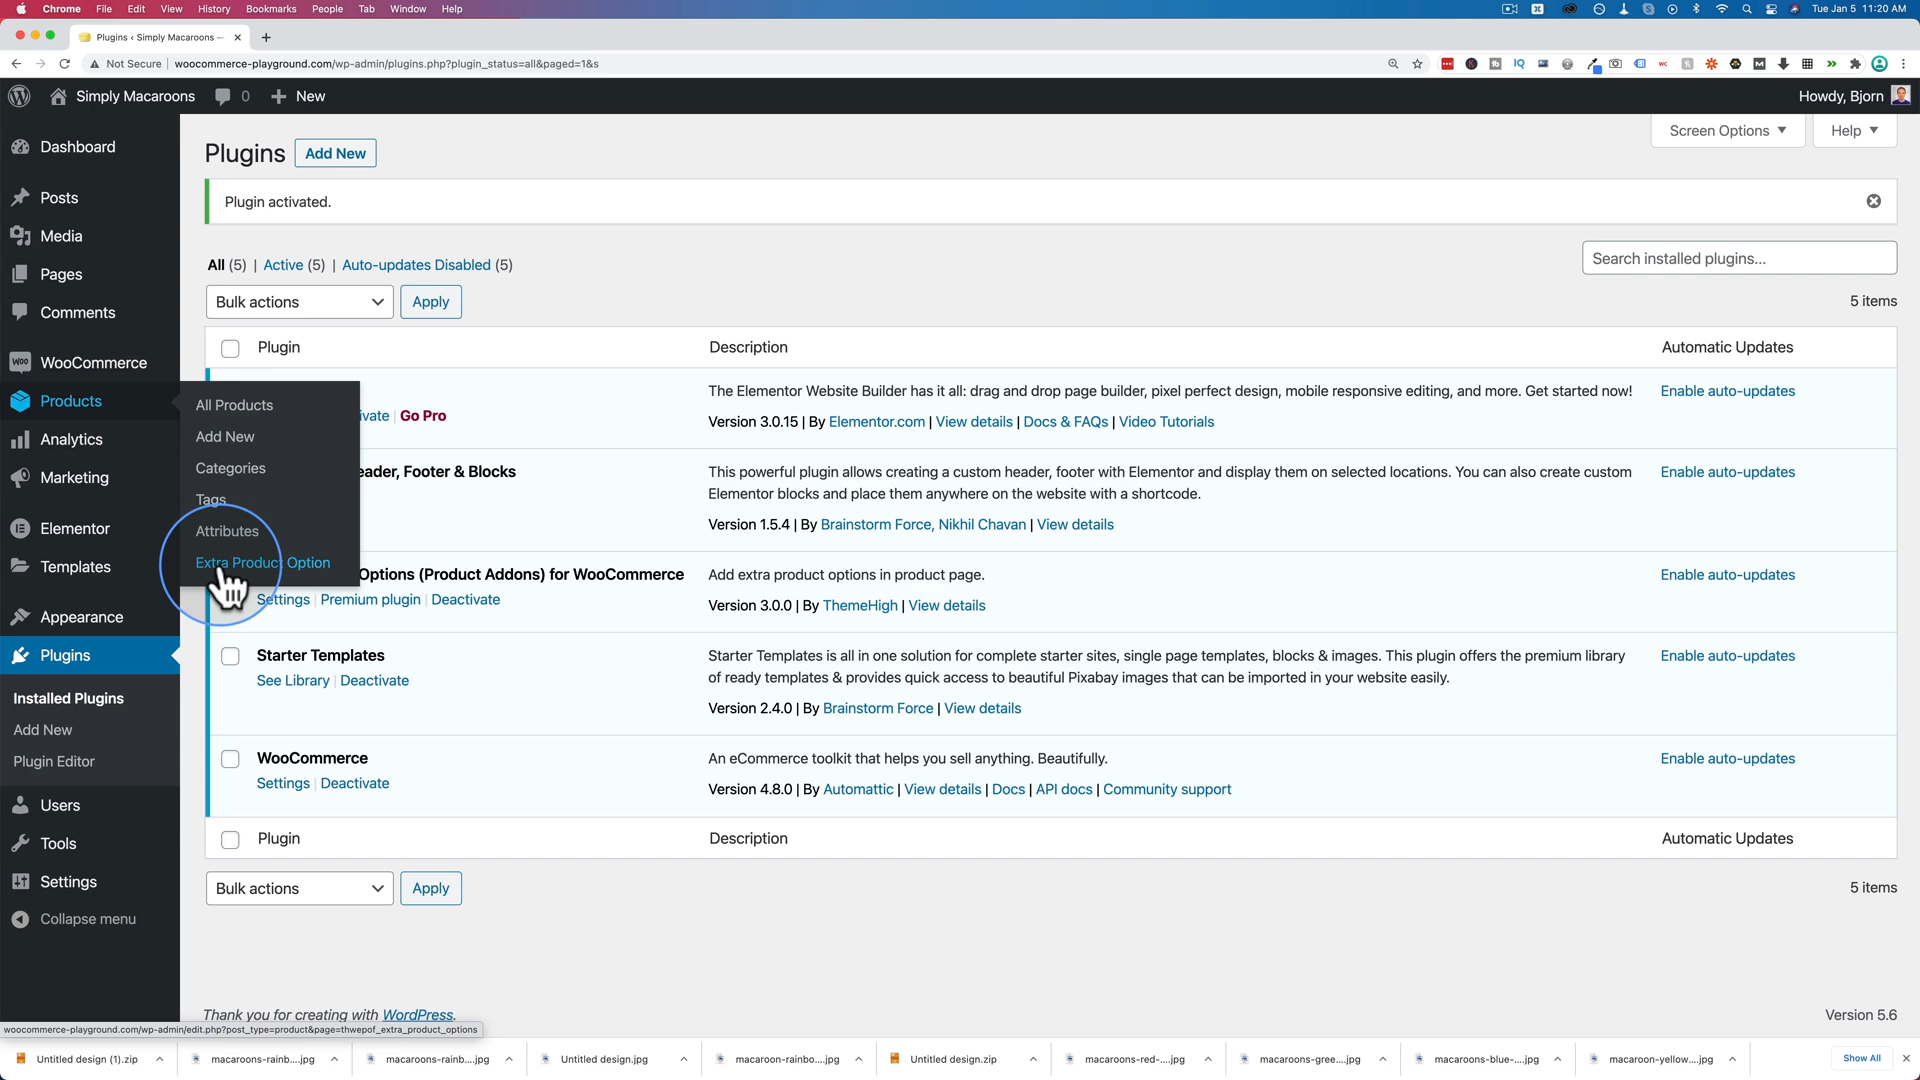 Chrome File Edit View History Bookmarks People Tab Window Help
Tue Jan 5 11:20 AM
Plugins ‹ Simply Macaroons —
Not Secure woocommerce-playground.com/wp-admin/plugins.php?plugin_status=all&paged=1&s
Simply Macaroons 0 New
Howdy, Bjorn
Screen Options Help
Dashboard
Posts
Media
Pages
Comments
WooCommerce
Products
Analytics
Marketing
Elementor
Templates
Appearance
Plugins
Installed Plugins
Add New
Plugin Editor
Users
Tools
Settings
Collapse menu
All Products
Add New
Categories
Tags
Attributes
Extra Product Option
Plugins Add New
Plugin activated.
All (5) | Active (5) | Auto-updates Disabled (5)
Search installed plugins...
Bulk actions Apply
5 items
Plugin Description Automatic Updates
Go Pro
The Elementor Website Builder has it all: drag and drop page builder, pixel perfect design, mobile responsive editing, and more. Get started now!
Version 3.0.15 | By Elementor.com | View details | Docs & FAQs | Video Tutorials
Enable auto-updates
eader, Footer & Blocks
This powerful plugin allows creating a custom header, footer with Elementor and display them on selected locations. You can also create custom
Elementor blocks and place them anywhere on the website with a shortcode.
Version 1.5.4 | By Brainstorm Force, Nikhil Chavan | View details
Enable auto-updates
Options (Product Addons) for WooCommerce
Settings | Premium plugin | Deactivate
Add extra product options in product page.
Version 3.0.0 | By ThemeHigh | View details
Enable auto-updates
Starter Templates
See Library | Deactivate
Starter Templates is all in one solution for complete starter sites, single page templates, blocks & images. This plugin offers the premium library
of ready templates & provides quick access to beautiful Pixabay images that can be imported in your website easily.
Version 2.4.0 | By Brainstorm Force | View details
Enable auto-updates
WooCommerce
Settings | Deactivate
An eCommerce toolkit that helps you sell anything. Beautifully.
Version 4.8.0 | By Automattic | View details | Docs | API docs | Community support
Enable auto-updates
Plugin Description Automatic Updates
Bulk actions Apply
5 items
Thank you for creating with WordPress.
Version 5.6
woocommerce-playground.com/wp-admin/edit.php?post_type=product&page=thwepof_extra_product_options
Untitled design (1).zip macaroons-rainb....jpg macaroons-rainb....jpg Untitled design.jpg macaroon-rainbo....jpg Untitled design.zip macaroons-red-....jpg macaroons-gree....jpg macaroons-blue-....jpg macaroon-yellow....jpg Show All